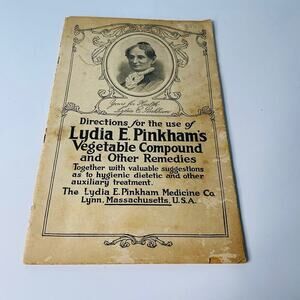 Yours for Health
Lydia E. Pinkham
Directions for the use of
Lydia E. Pinkham's
Vegetable Compound
and Other Remedies
Together with valuable suggestions
as to hygienic dietetic and other
auxiliary treatment.
The Lydia E. Pinkham Medicine Co.
Lynn, Massachusetts, U.S.A.